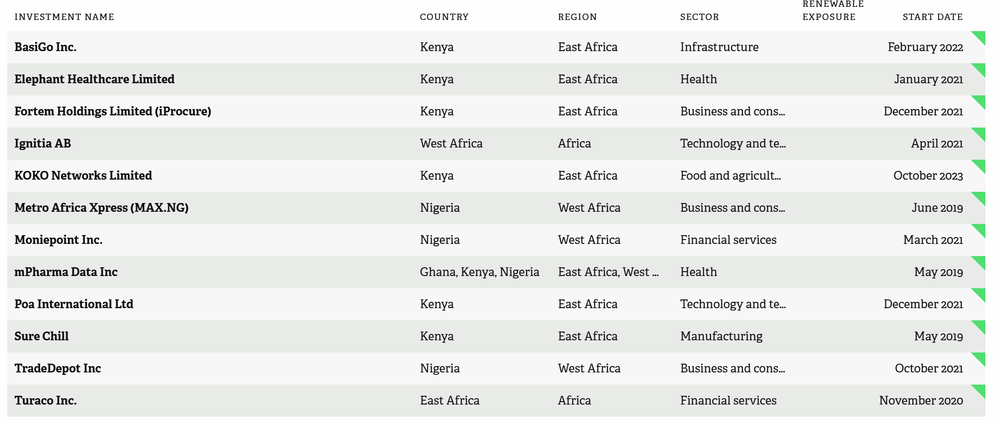 INVESTMENT NAME COUNTRY REGION SECTOR RENEWABLE EXPOSURE START DATE
BasiGo Inc. Kenya East Africa Infrastructure February 2022
Elephant Healthcare Limited Kenya East Africa Health January 2021
Fortem Holdings Limited (iProcure) Kenya East Africa Business and cons... December 2021
Ignitia AB West Africa Africa Technology and te... April 2021
KOKO Networks Limited Kenya East Africa Food and agricult... October 2023
Metro Africa Xpress (MAX.NG) Nigeria West Africa Business and cons... June 2019
Moniepoint Inc. Nigeria West Africa Financial services March 2021
mPharma Data Inc Ghana, Kenya, Nigeria East Africa, West ... Health May 2019
Poa International Ltd Kenya East Africa Technology and te... December 2021
Sure Chill Kenya East Africa Manufacturing May 2019
TradeDepot Inc Nigeria West Africa Business and cons... October 2021
Turaco Inc. East Africa Africa Financial services November 2020